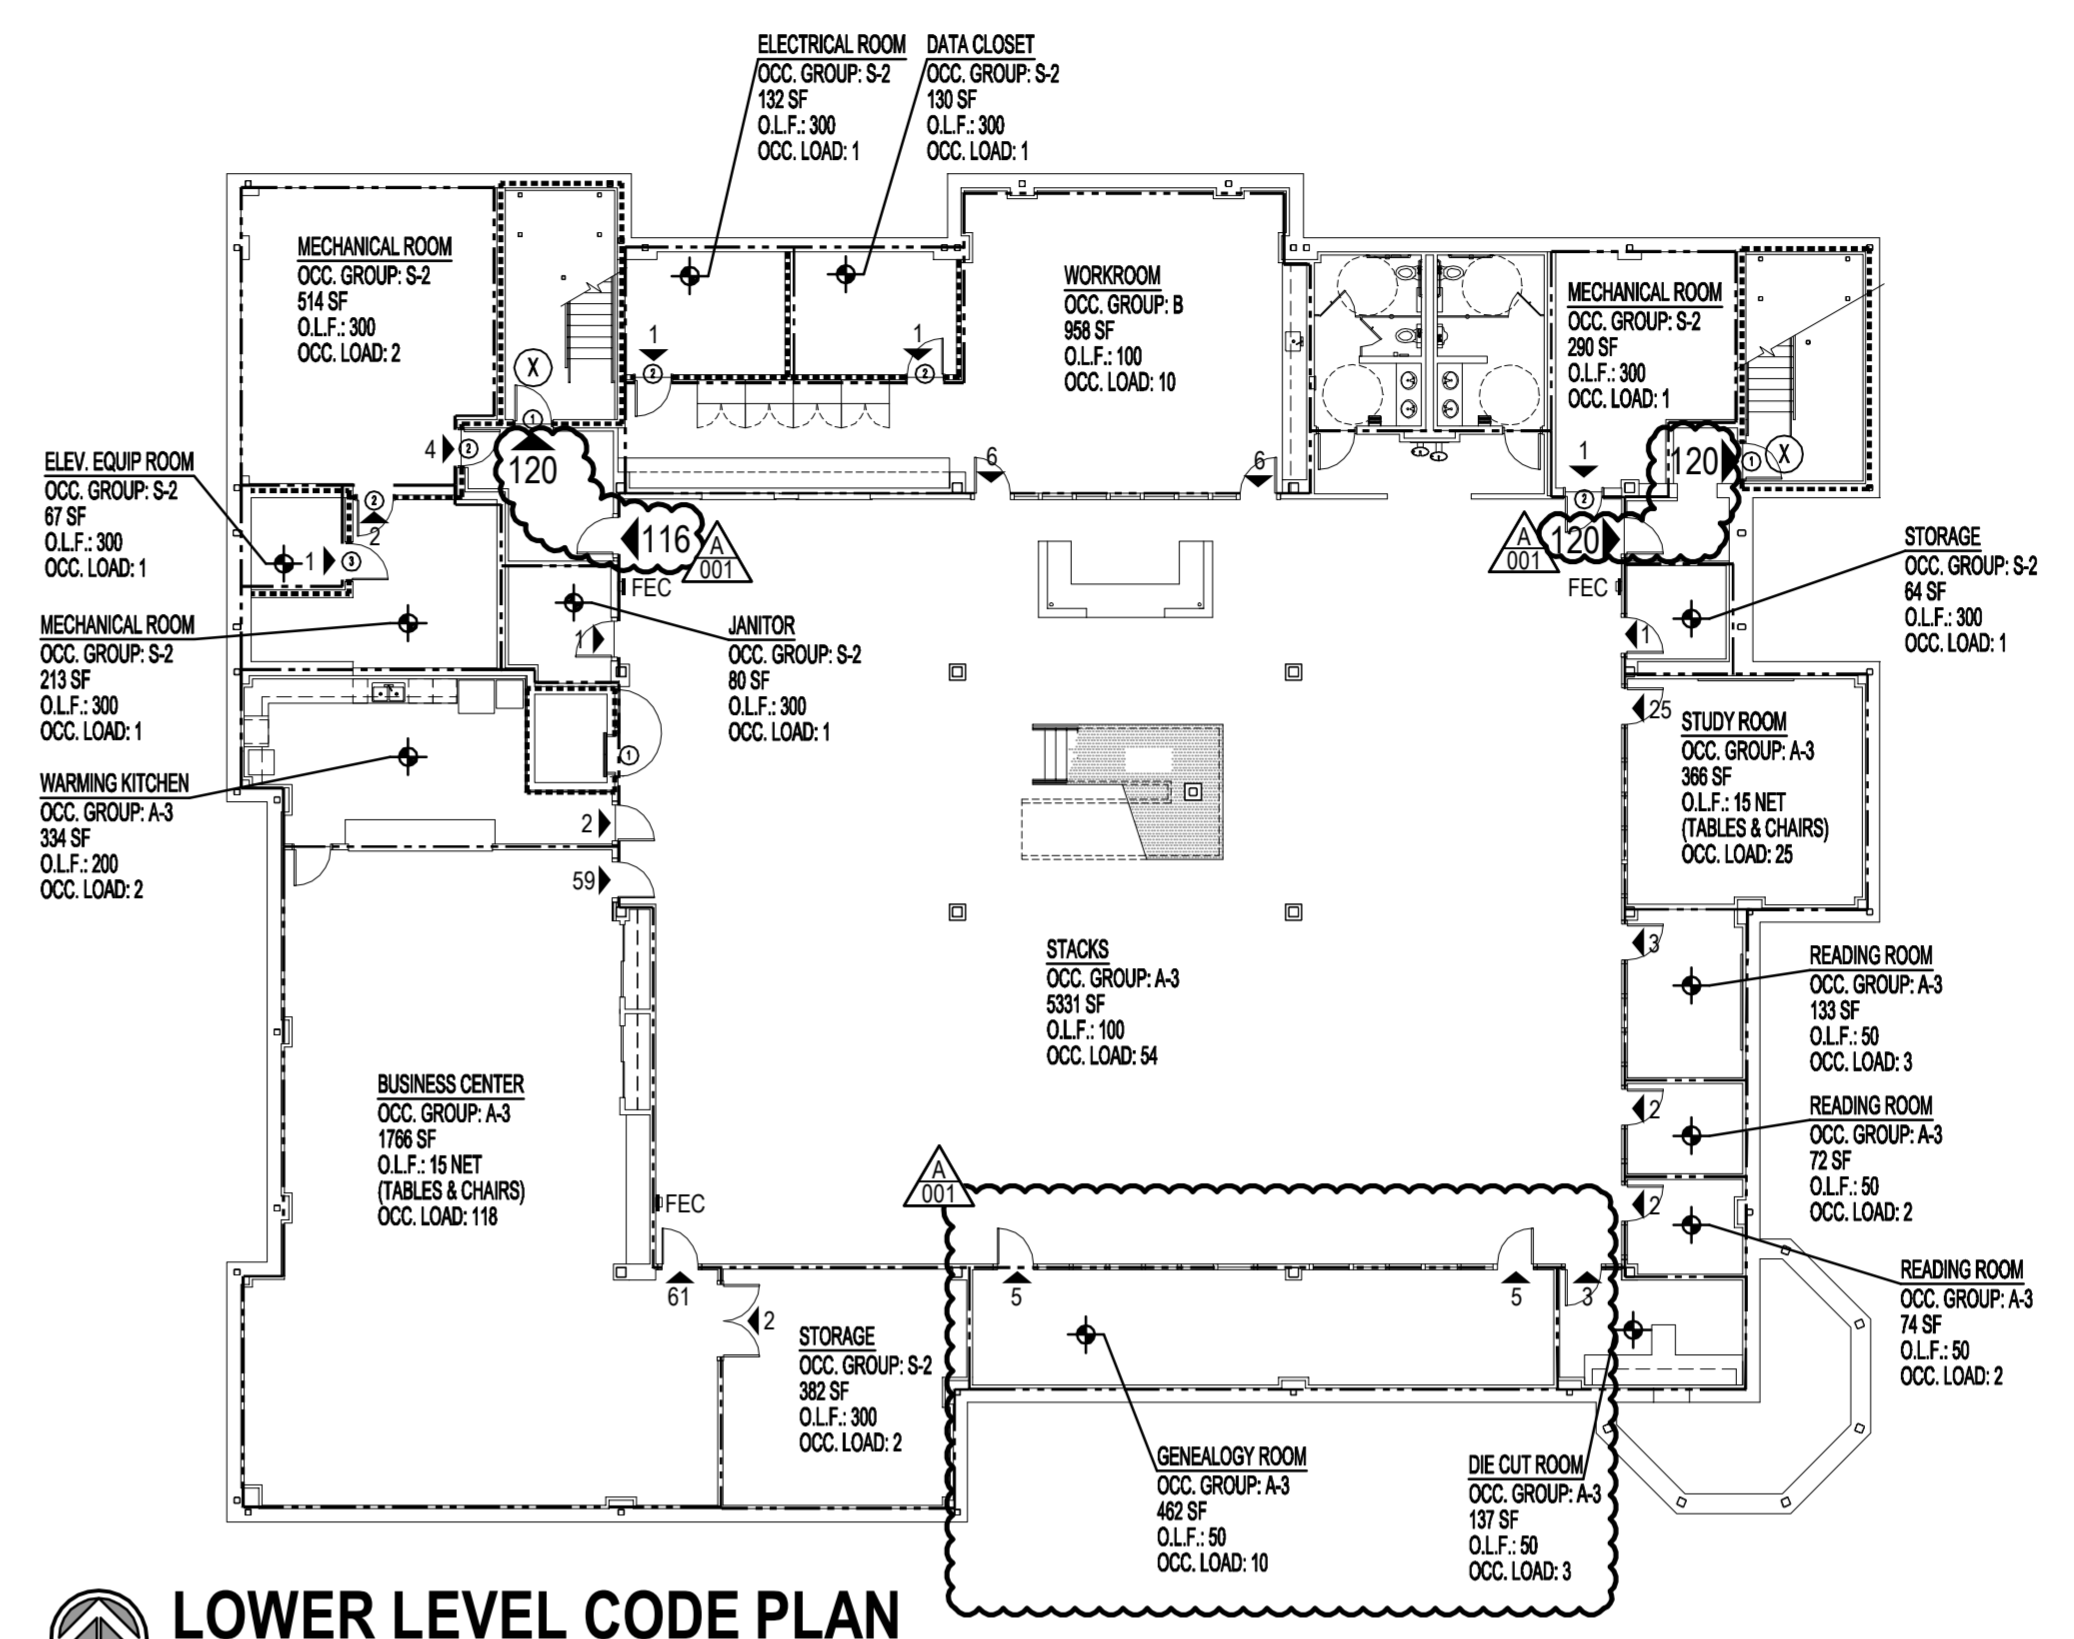 ELECTRICAL ROOM
OCC. GROUP: S-2
132 SF
O.L.F.: 300
OCC. LOAD: 1
DATA CLOSET
OCC. GROUP: S-2
130 SF
O.L.F.: 300
OCC. LOAD: 1
MECHANICAL ROOM
OCC. GROUP: S-2
514 SF
O.L.F.: 300
OCC. LOAD: 2
WORKROOM
OCC. GROUP: B
958 SF
O.L.F.: 100
OCC. LOAD: 10
MECHANICAL ROOM
OCC. GROUP: S-2
290 SF
O.L.F.: 300
OCC. LOAD: 1
1
2
1
2
X
1
4
2
120
6
6
1
2
120
1
X
ELEV. EQUIP ROOM
OCC. GROUP: S-2
67 SF
O.L.F.: 300
OCC. LOAD: 1
2
2
1
3
116
A
001
A
001
120
FEC
FEC
STORAGE
OCC. GROUP: S-2
64 SF
O.L.F.: 300
OCC. LOAD: 1
MECHANICAL ROOM
OCC. GROUP: S-2
213 SF
O.L.F.: 300
OCC. LOAD: 1
1
JANITOR
OCC. GROUP: S-2
80 SF
O.L.F.: 300
OCC. LOAD: 1
1
25
STUDY ROOM
OCC. GROUP: A-3
366 SF
O.L.F.: 15 NET
(TABLES & CHAIRS)
OCC. LOAD: 25
1
WARMING KITCHEN
OCC. GROUP: A-3
334 SF
O.L.F.: 200
OCC. LOAD: 2
2
59
STACKS
OCC. GROUP: A-3
5331 SF
O.L.F.: 100
OCC. LOAD: 54
3
READING ROOM
OCC. GROUP: A-3
133 SF
O.L.F.: 50
OCC. LOAD: 3
BUSINESS CENTER
OCC. GROUP: A-3
1766 SF
O.L.F.: 15 NET
(TABLES & CHAIRS)
OCC. LOAD: 118
2
READING ROOM
OCC. GROUP: A-3
72 SF
O.L.F.: 50
OCC. LOAD: 2
FEC
A
001
2
READING ROOM
OCC. GROUP: A-3
74 SF
O.L.F.: 50
OCC. LOAD: 2
61
2
5
5
3
STORAGE
OCC. GROUP: S-2
382 SF
O.L.F.: 300
OCC. LOAD: 2
GENEALOGY ROOM
OCC. GROUP: A-3
462 SF
O.L.F.: 50
OCC. LOAD: 10
DIE CUT ROOM
OCC. GROUP: A-3
137 SF
O.L.F.: 50
OCC. LOAD: 3
LOWER LEVEL CODE PLAN